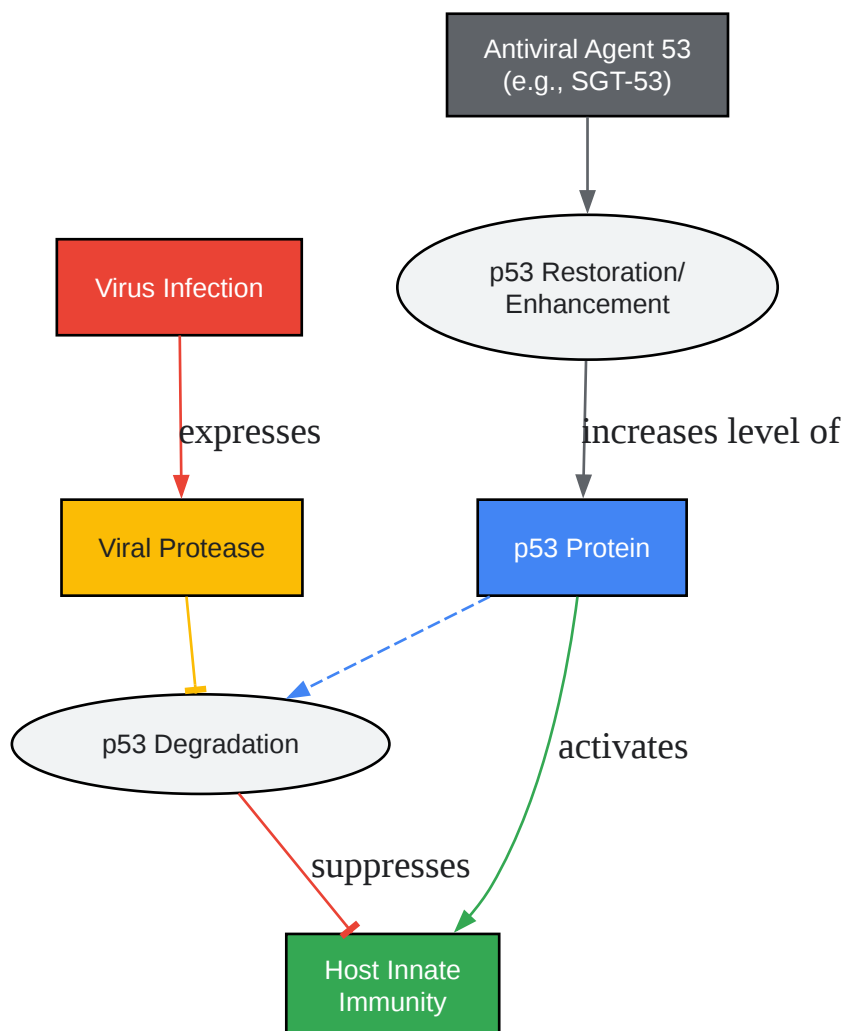 Antiviral Agent 53
(e.g., SGT-53)
p53 Restoration/
Enhancement
Virus Infection
expresses
increases level of
Viral Protease
p53 Protein
p53 Degradation
activates
suppresses
Host Innate
Immunity